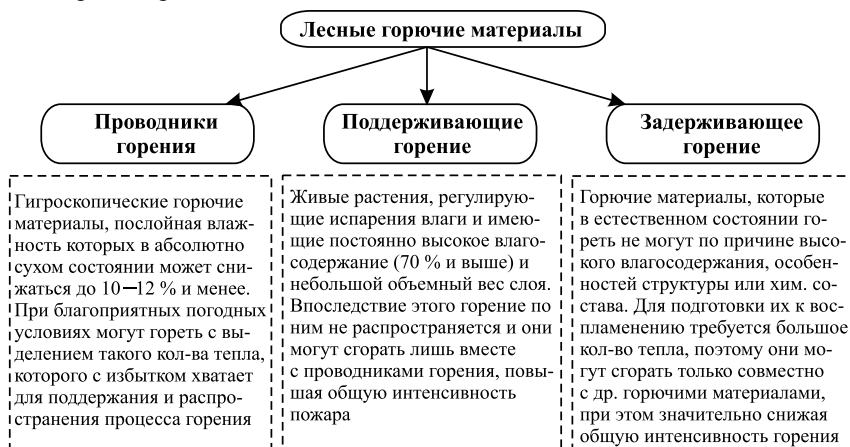 Лесные горючие материалы
Проводники
горения
Поддерживающие
горение
Задерживающее
горение
Гигроскопические горючие
материалы, послойная влаж-
ность которых в абсолютно
сухом состоянии может сни-
жаться до 10—12 % и менее.
При благоприятных погодных
условиях могут гореть с вы-
делением такого кол-ва тепла,
которого с избытком хватает
для поддержания и распро-
странения процесса горения
Живые растения, регулирую-
щие испарения влаги и имею-
щие постоянно высокое влаго-
содержание (70 % и выше) и
небольшой объемный вес слоя.
Впоследствие этого горение по
ним не распространяется и они
могут сгорать лишь вместе
с проводниками горения, повы-
шая общую интенсивность
пожара
Горючие материалы, которые
в естественном состоянии го-
реть не могут по причине высо-
кого влагосодержания, особен-
ностей структуры или хим. со-
става. Для подготовки их к вос-
пламенению требуется большое
кол-во тепла, поэтому они мо-
гут сгорать только совместно
с др. горючими материалами,
при этом значительно снижая
общую интенсивность горения